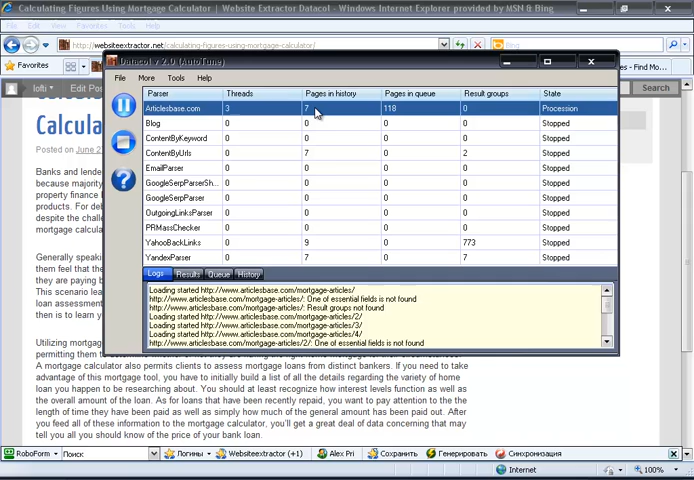 Calculating Figures Using Mortgage Calculator | Website Extractor Datacol - Windows Internet Explorer provided by MSN & Bing
http://websiteextractor.net/calculating-figures-using-mortgage-calculator/
Bing
Favorites
Find Mo...
lofti
Edit Po
Search
Calcula
Posted on June 2
Banks and lende
because majority
property finance b
products. For deb
despite the challe
mortgage calcula
Generally speaki
them feel that the
they are paying b
This scenario lea
loan assessment
then is to learn y
Datacol v 2.0 (AutoTune)
File More Tools Help
Parser Threads Pages in history Pages in queue Result groups State
Articlesbase.com 3 7 118 0 Procession
Blog 0 0 0 0 Stopped
ContentByKeyword 0 0 0 0 Stopped
ContentByUrls 0 7 0 2 Stopped
EmailParser 0 0 0 0 Stopped
GoogleSerpParserSh... 0 0 0 0 Stopped
GoogleSerpParser 0 0 0 0 Stopped
OutgoingLinksParser 0 0 0 0 Stopped
PRMassChecker 0 0 0 0 Stopped
YahooBackLinks 0 9 0 773 Stopped
YandexParser 0 7 0 7 Stopped
Logs Results Queue History
Loading started http://www.articlesbase.com/mortgage-articles/
http://www.articlesbase.com/mortgage-articles/: One of essential fields is not found
http://www.articlesbase.com/mortgage-articles/: Result groups not found
Loading started http://www.articlesbase.com/mortgage-articles/2/
Loading started http://www.articlesbase.com/mortgage-articles/3/
Loading started http://www.articlesbase.com/mortgage-articles/4/
http://www.articlesbase.com/mortgage-articles/2/: One of essential fields is not found
Utilizing mortgag
A mortgage calculator also permits clients to assess mortgage loans from distinct bankers. If you need to take
advantage of this mortgage tool, you have to initially build a list of all the details regarding the variety of home
loan you happen to be researching about. You should at least recognize how interest levels function as well as
the overall amount of the loan. As for loans that have been recently repaid, you want to pay attention to the the
length of time they have been paid as well as simply how much of the general amount has been paid out. After
you feed all of these information to the mortgage calculator, you'll get a great deal of data concerning that may
tell you all you should know of the price of your bank loan.
RoboForm Поиск Логины Websiteextractor (+1) Alex Pri Сохранить Генерировать Синхронизация
Internet 100%